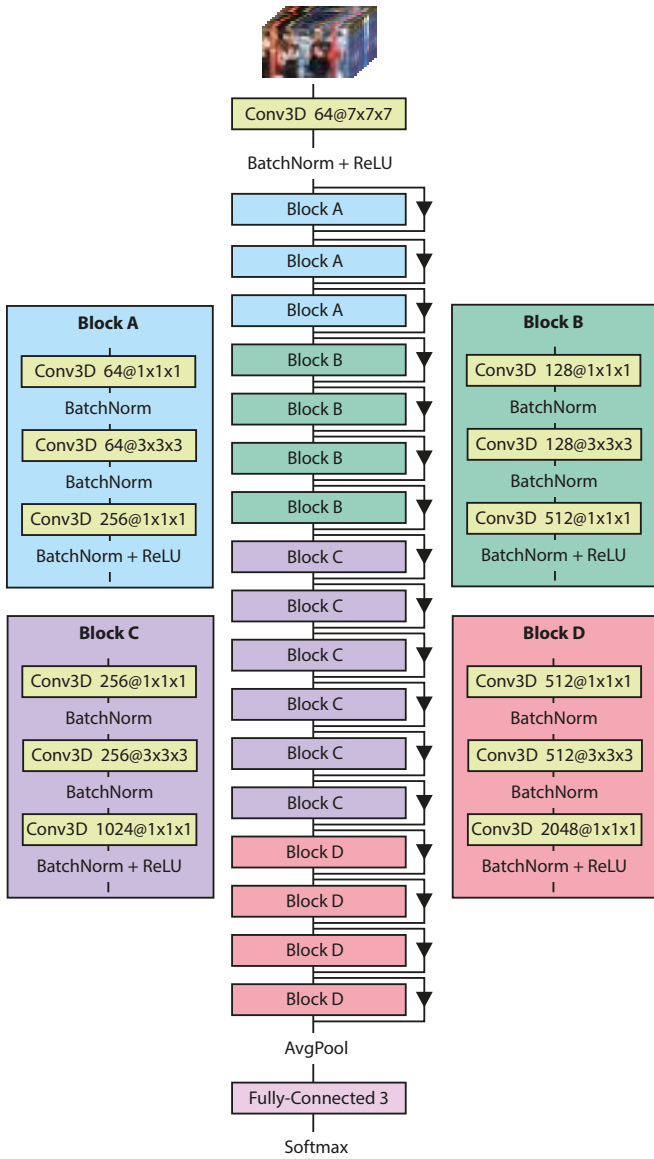 Conv3D 64@7x7x7
BatchNorm + ReLU
Block A
Block A
Block A
Block B
Block B
Block B
Block B
Block C
Block C
Block C
Block C
Block C
Block C
Block D
Block D
Block D
Block D
AvgPool
Fully-Connected 3
Softmax
Block A
Conv3D 64@1x1x1
BatchNorm
Conv3D 64@3x3x3
BatchNorm
Conv3D 256@1x1x1
BatchNorm + ReLU
Block B
Conv3D 128@1x1x1
BatchNorm
Conv3D 128@3x3x3
BatchNorm
Conv3D 512@1x1x1
BatchNorm + ReLU
Block C
Conv3D 256@1x1x1
BatchNorm
Conv3D 256@3x3x3
BatchNorm
Conv3D 1024@1x1x1
BatchNorm + ReLU
Block D
Conv3D 512@1x1x1
BatchNorm
Conv3D 512@3x3x3
BatchNorm
Conv3D 2048@1x1x1
BatchNorm + ReLU